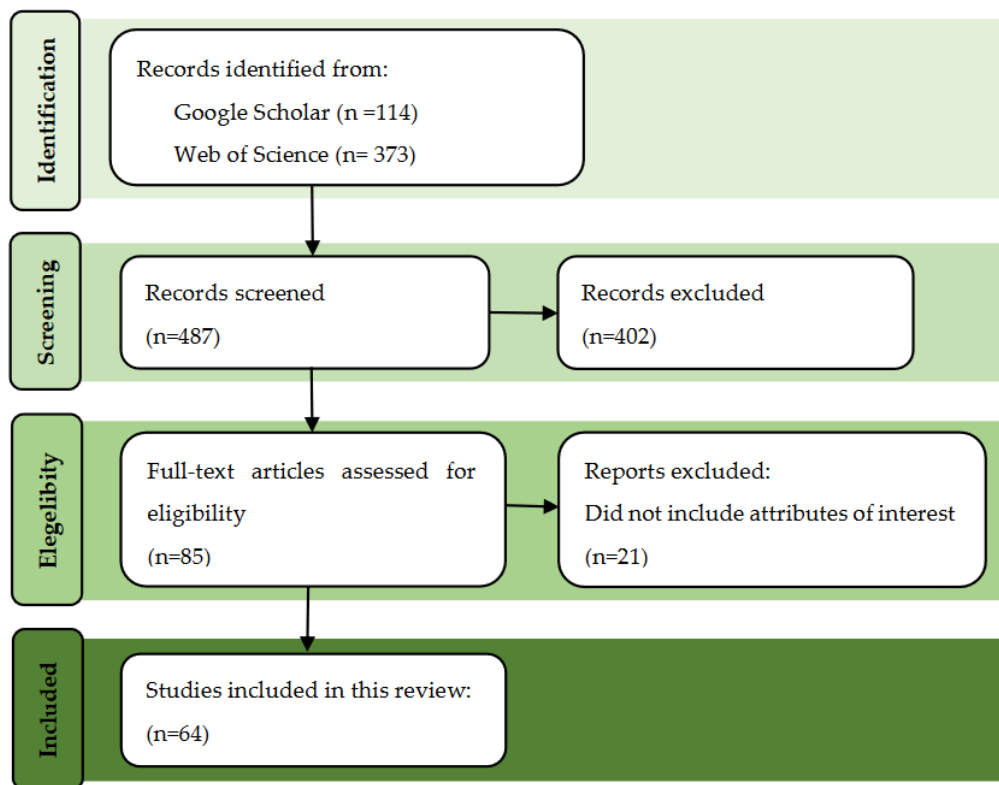 Identification
Records identified from:
Google Scholar (n =114)
Web of Science (n= 373)
Screening
Records screened
(n=487)
Records excluded
(n=402)
Elegelibity
Full-text articles assessed for
eligibility
(n=85)
Reports excluded:
Did not include attributes of interest
(n=21)
Included
Studies included in this review:
(n=64)